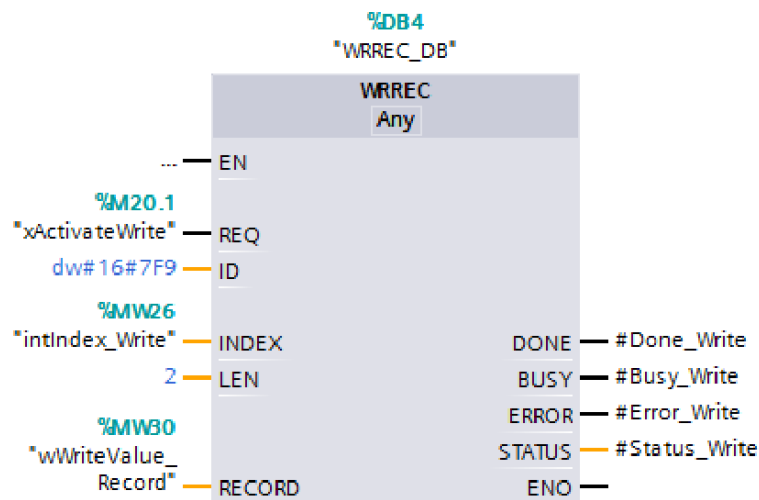 %DB4
"WRREC_DB"
WRREC
Any
... EN
%M20.1
"xActivateWrite" REQ
dw#16#7F9 ID
%MW26
"intIndex_Write" INDEX DONE #Done_Write
2 LEN BUSY #Busy_Write
ERROR #Error_Write
%MW30
"wWriteValue_ STATUS #Status_Write
Record" RECORD ENO